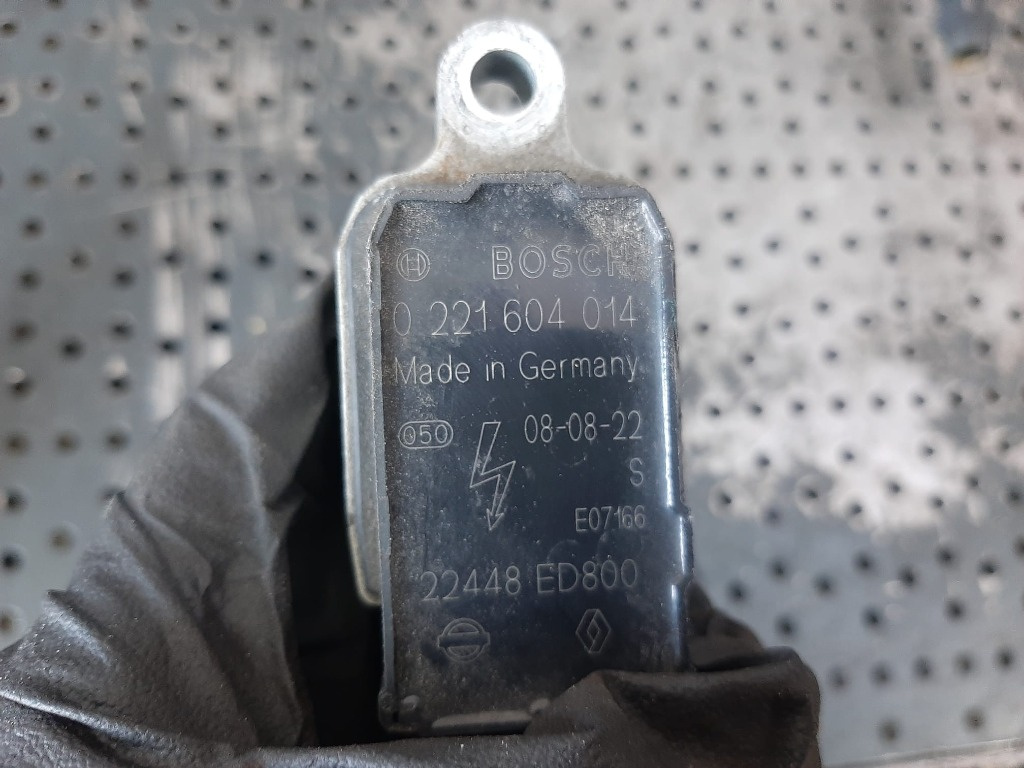 BOSCH
0 221 604 014
Made in Germany
050 08-08-22
S
E07166
22448 ED800